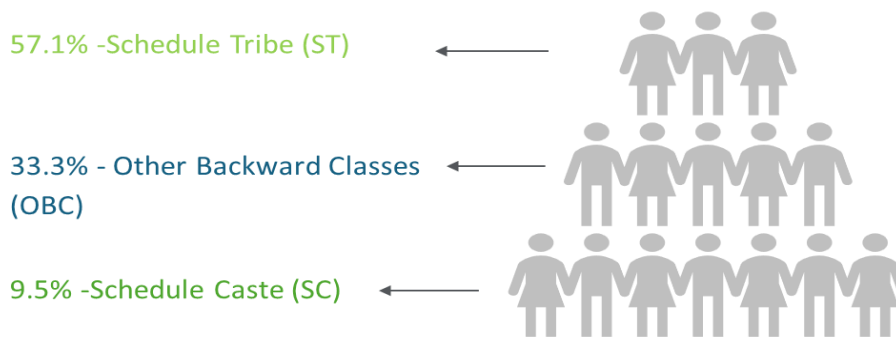 57.1% -Schedule Tribe (ST)
33.3% - Other Backward Classes
(OBC)
9.5% -Schedule Caste (SC)